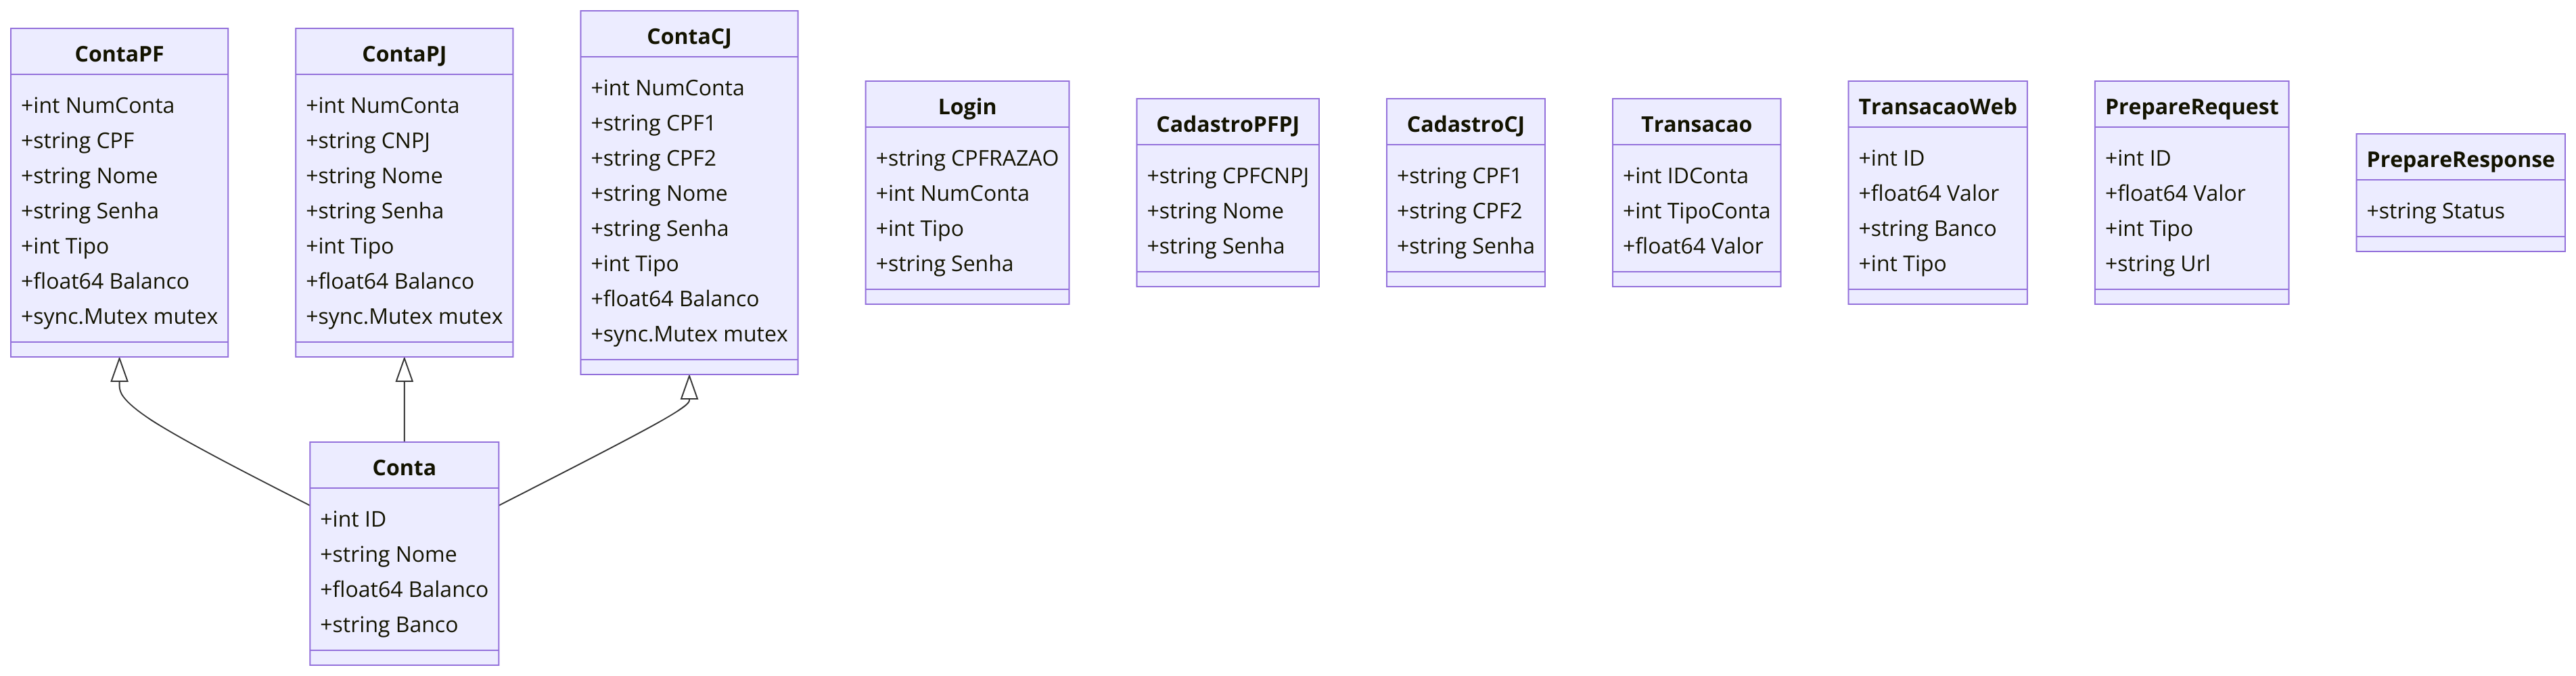 ContaPF
+int NumConta
+string CPF
+string Nome
+string Senha
+int Tipo
+float64 Balanco
+sync.Mutex mutex
ContaPJ
+int NumConta
+string CNPJ
+string Nome
+string Senha
+int Tipo
+float64 Balanco
+sync.Mutex mutex
ContaCJ
+int NumConta
+string CPF1
+string CPF2
+string Nome
+string Senha
+int Tipo
+float64 Balanco
+sync.Mutex mutex
Login
+string CPFRAZAO
+int NumConta
+int Tipo
+string Senha
CadastroPFPJ
+string CPFCNPJ
+string Nome
+string Senha
CadastroCJ
+string CPF1
+string CPF2
+string Senha
Transacao
+int IDConta
+int TipoConta
+float64 Valor
TransacaoWeb
+int ID
+float64 Valor
+string Banco
+int Tipo
PrepareRequest
+int ID
+float64 Valor
+int Tipo
+string Url
PrepareResponse
+string Status
Conta
+int ID
+string Nome
+float64 Balanco
+string Banco